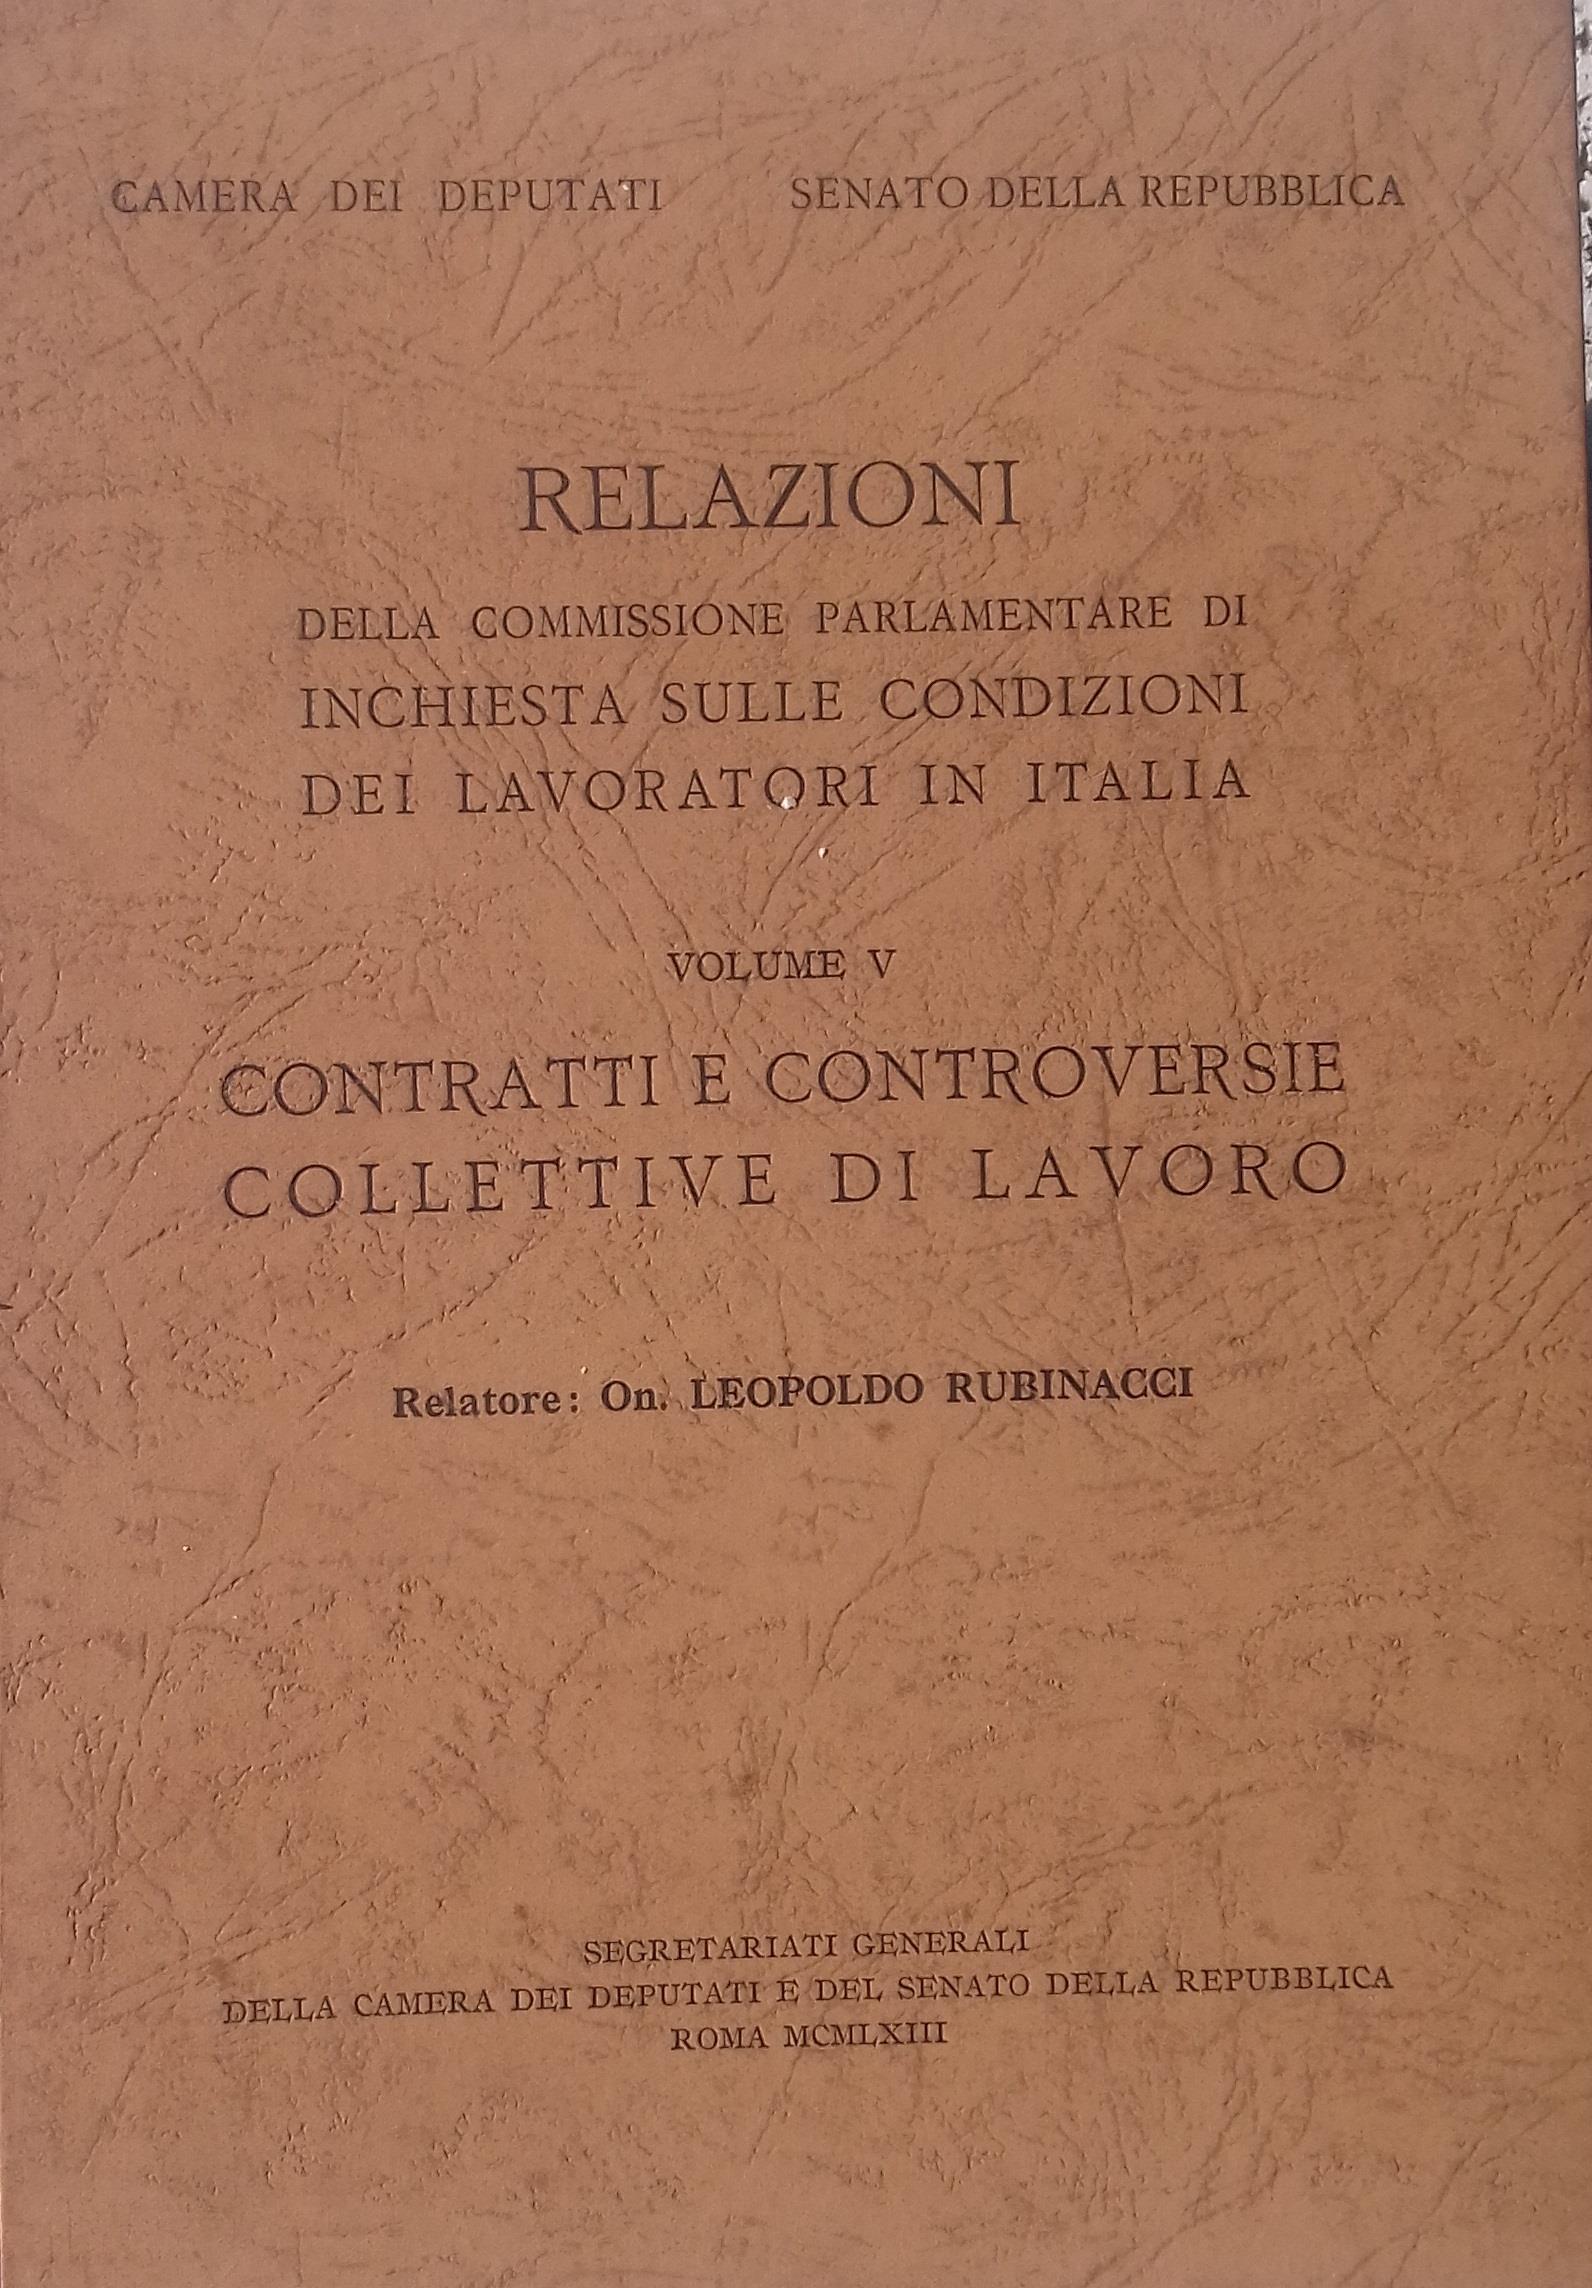 CAMERA DEI DEPUTATI SENATO DELLA REPUBBLICA
RELAZIONI
DELLA COMMISSIONE PARLAMENTARE DI
INCHIESTA SULLE CONDIZIONI
DEI LAVORATORI IN ITALIA
VOLUME V
CONTRATTI E CONTROVERSIE
COLLETTIVE DI LAVORO
Relatore: On. LEOPOLDO RUBINACCI
SEGRETARIATI GENERALI
DELLA CAMERA DEI DEPUTATI E DEL SENATO DELLA REPUBBLICA
ROMA MCMLXIII